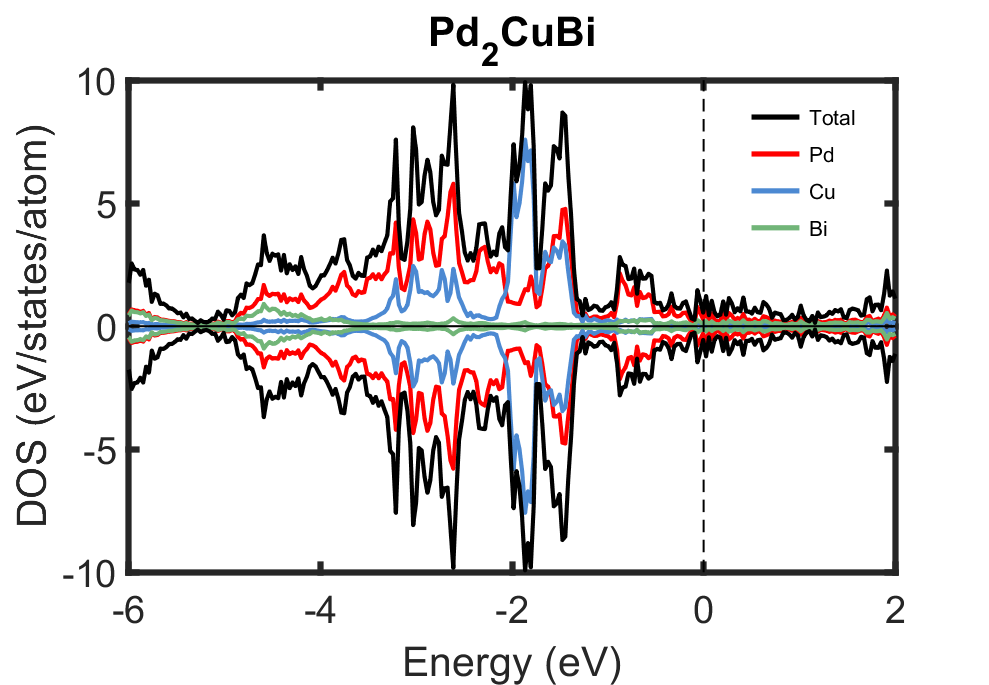 Pd₂CuBi
DOS (eV/states/atom)
10
5
0
-5
-10
Total
Pd
Cu
Bi
-6 -4 -2 0 2
Energy (eV)